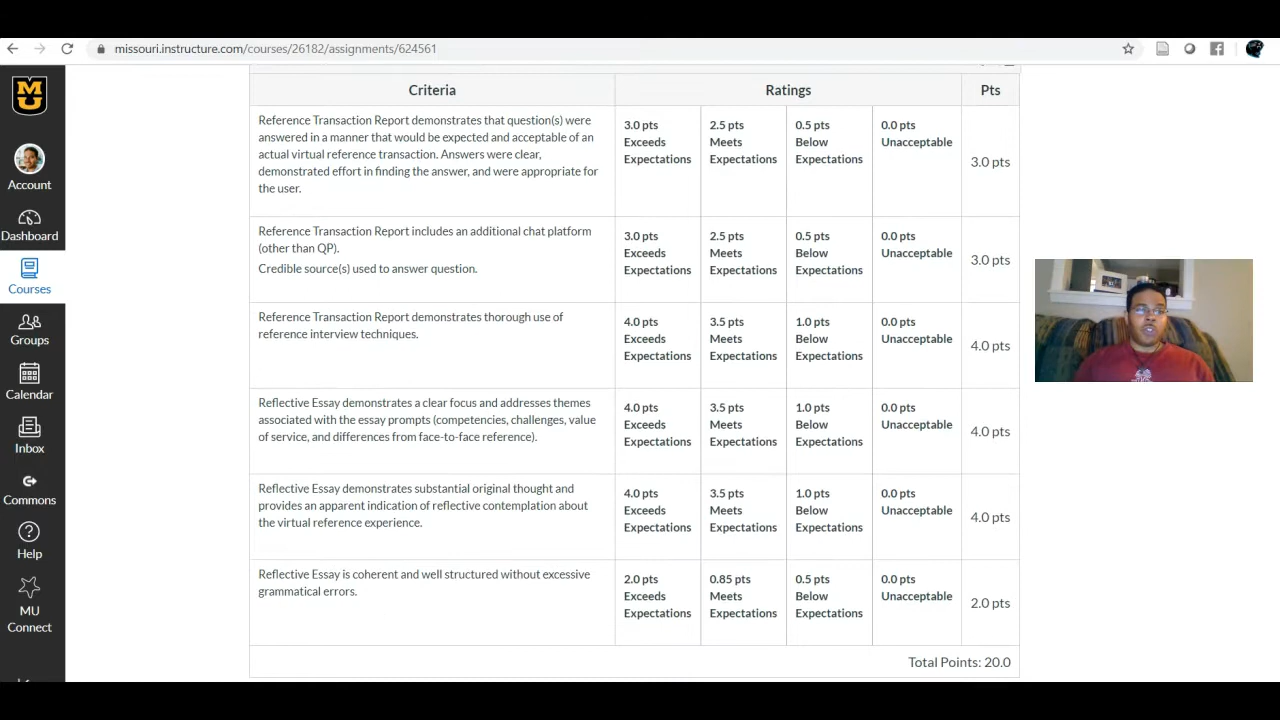 missouri.instructure.com/courses/26182/assignments/624561
MU
Account
Dashboard
Courses
Groups
Calendar
Inbox
Commons
Help
MU
Connect
Criteria
Ratings
Pts
Reference Transaction Report demonstrates that question(s) were
answered in a manner that would be expected and acceptable of an
actual virtual reference transaction. Answers were clear,
demonstrated effort in finding the answer, and were appropriate for
the user.
3.0 pts
Exceeds
Expectations
2.5 pts
Meets
Expectations
0.5 pts
Below
Expectations
0.0 pts
Unacceptable
3.0 pts
Reference Transaction Report includes an additional chat platform
(other than QP).
Credible source(s) used to answer question.
3.0 pts
Exceeds
Expectations
2.5 pts
Meets
Expectations
0.5 pts
Below
Expectations
0.0 pts
Unacceptable
3.0 pts
Reference Transaction Report demonstrates thorough use of
reference interview techniques.
4.0 pts
Exceeds
Expectations
3.5 pts
Meets
Expectations
1.0 pts
Below
Expectations
0.0 pts
Unacceptable
4.0 pts
Reflective Essay demonstrates a clear focus and addresses themes
associated with the essay prompts (competencies, challenges, value
of service, and differences from face-to-face reference).
4.0 pts
Exceeds
Expectations
3.5 pts
Meets
Expectations
1.0 pts
Below
Expectations
0.0 pts
Unacceptable
4.0 pts
Reflective Essay demonstrates substantial original thought and
provides an apparent indication of reflective contemplation about
the virtual reference experience.
4.0 pts
Exceeds
Expectations
3.5 pts
Meets
Expectations
1.0 pts
Below
Expectations
0.0 pts
Unacceptable
4.0 pts
Reflective Essay is coherent and well structured without excessive
grammatical errors.
2.0 pts
Exceeds
Expectations
0.85 pts
Meets
Expectations
0.5 pts
Below
Expectations
0.0 pts
Unacceptable
2.0 pts
Total Points: 20.0